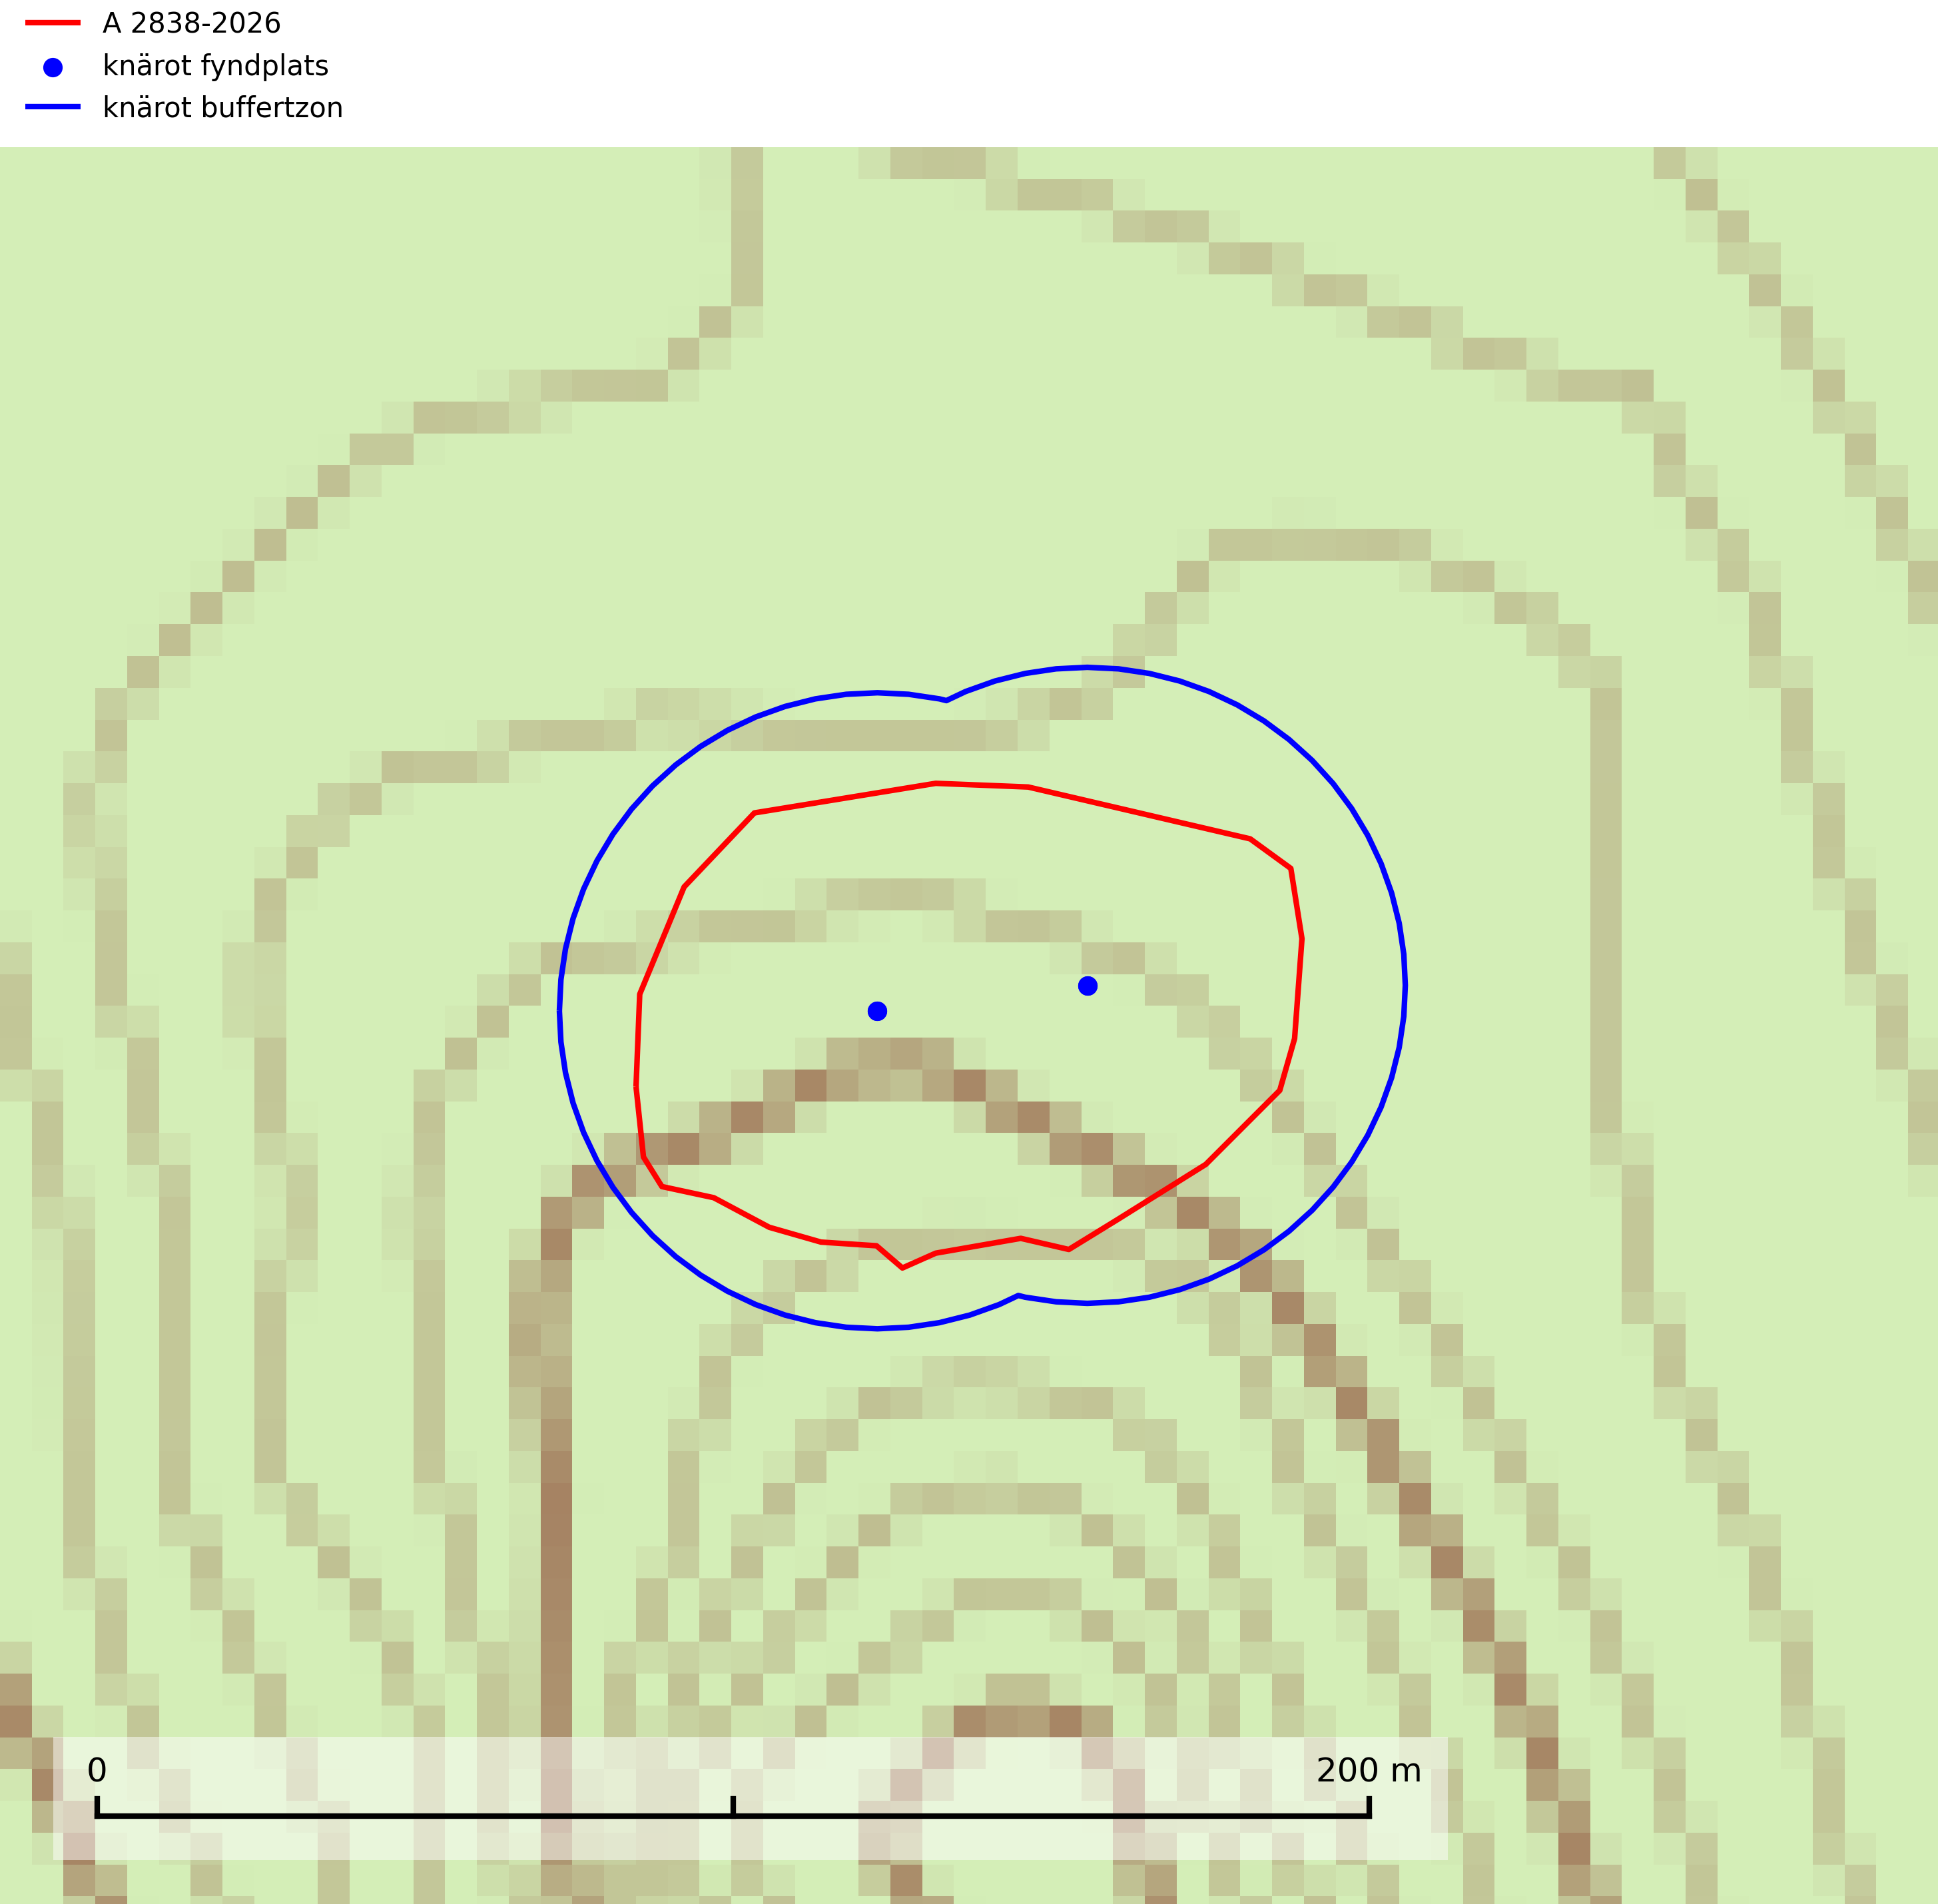 A 2838-2026
knärot fyndplats
knärot buffertzon
0
200 m